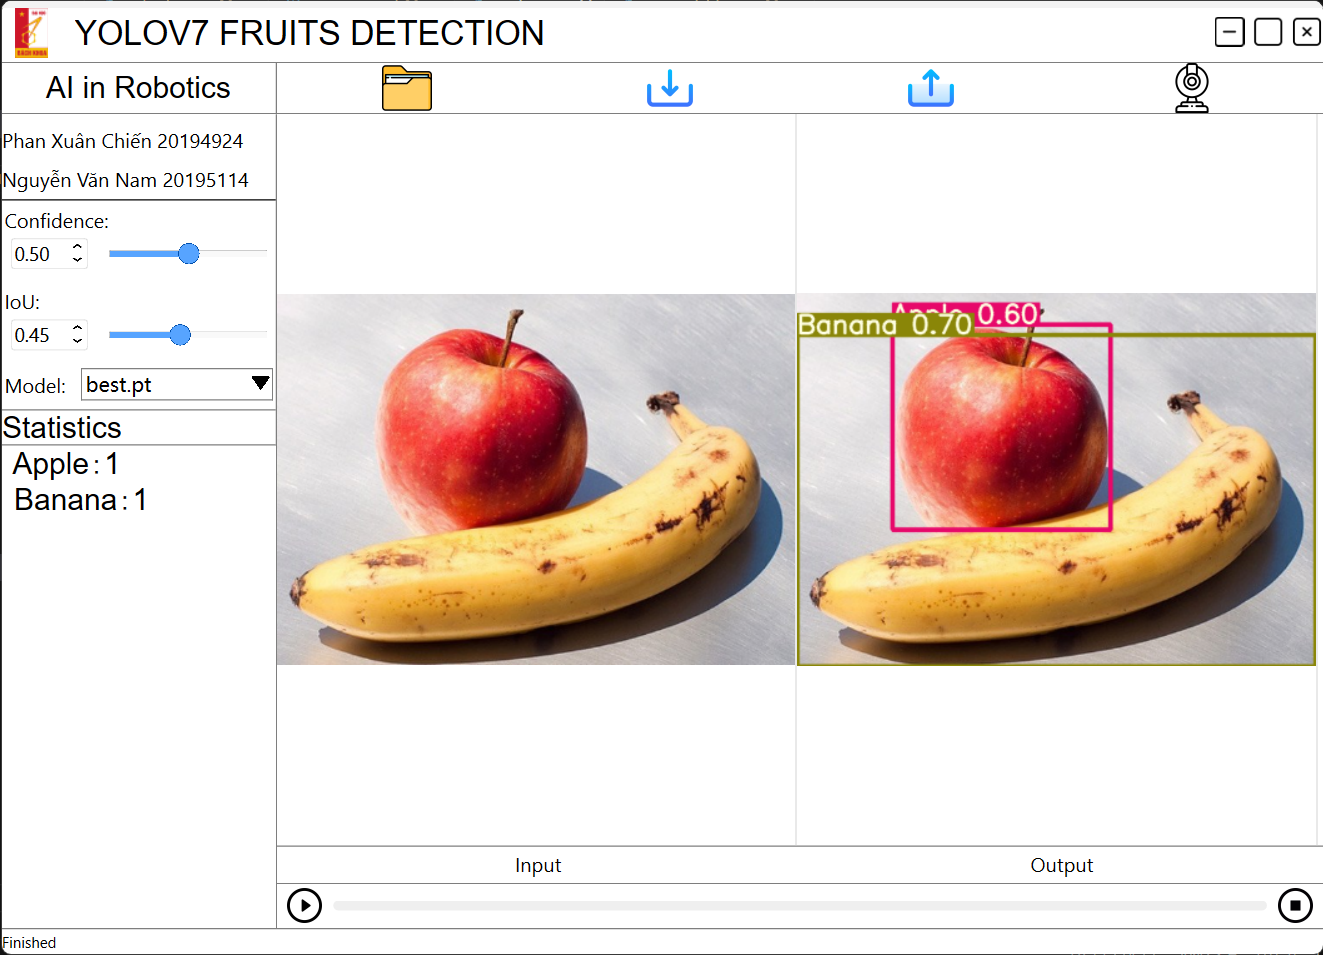 YOLOV7 FRUITS DETECTION
AI in Robotics
Phan Xuân Chiến 20194924
Nguyễn Văn Nam 20195114
Confidence:
0.50
IoU:
0.45
Model: best.pt
Statistics
Apple : 1
Banana : 1
Apple 0.60
Banana 0.70
Input
Output
Finished